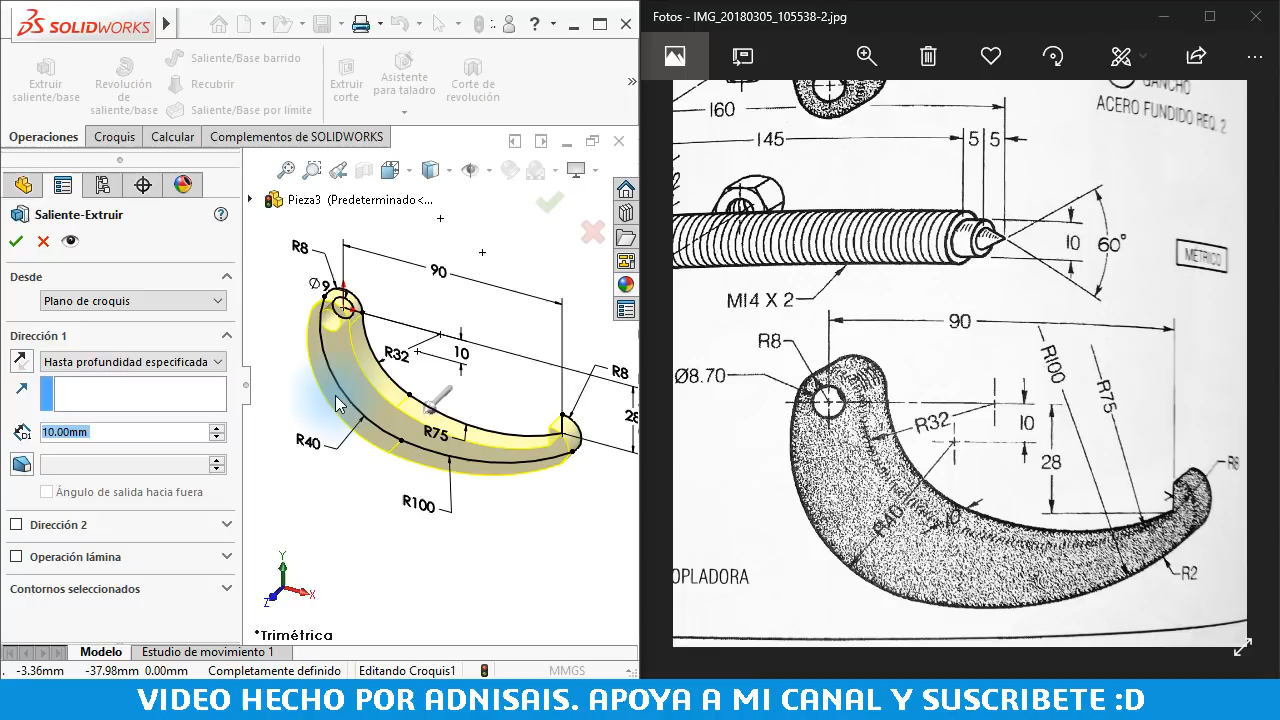 SOLIDWORKS
Extruir saliente/base
Revolución de saliente/base
Saliente/Base barrido
Recubrir
Saliente/Base por límite
Extruir corte
Asistente para taladro
Corte de revolución
Operaciones
Croquis
Calcular
Complementos de SOLIDWORKS
Saliente-Extruir
Desde
Plano de croquis
Dirección 1
Hasta profundidad especificada
10.00mm
Ángulo de salida hacia fuera
Dirección 2
Operación lámina
Contornos seleccionados
Pieza3 (Predeterminado <...
R8
90
Ø9
R32
10
R8
28
R75
R40
R100
Y
X
Z
*Trimétrica
Modelo
Estudio de movimiento 1
-3.36mm
-37.98mm 0.00mm
Completamente definido
Editando Croquis1
MMGS
Fotos - IMG_20180305_105538-2.jpg
GANCHO
ACERO FUNDIDO REQ. 2
160
145
5
5
10
60°
METRICO
M14 X 2
90
R8
Ø8.70
R100
R75
R32
10
28
R40
10
R2
OPLADORA
VIDEO HECHO POR ADNISAIS. APOYA A MI CANAL Y SUSCRIBETE :D